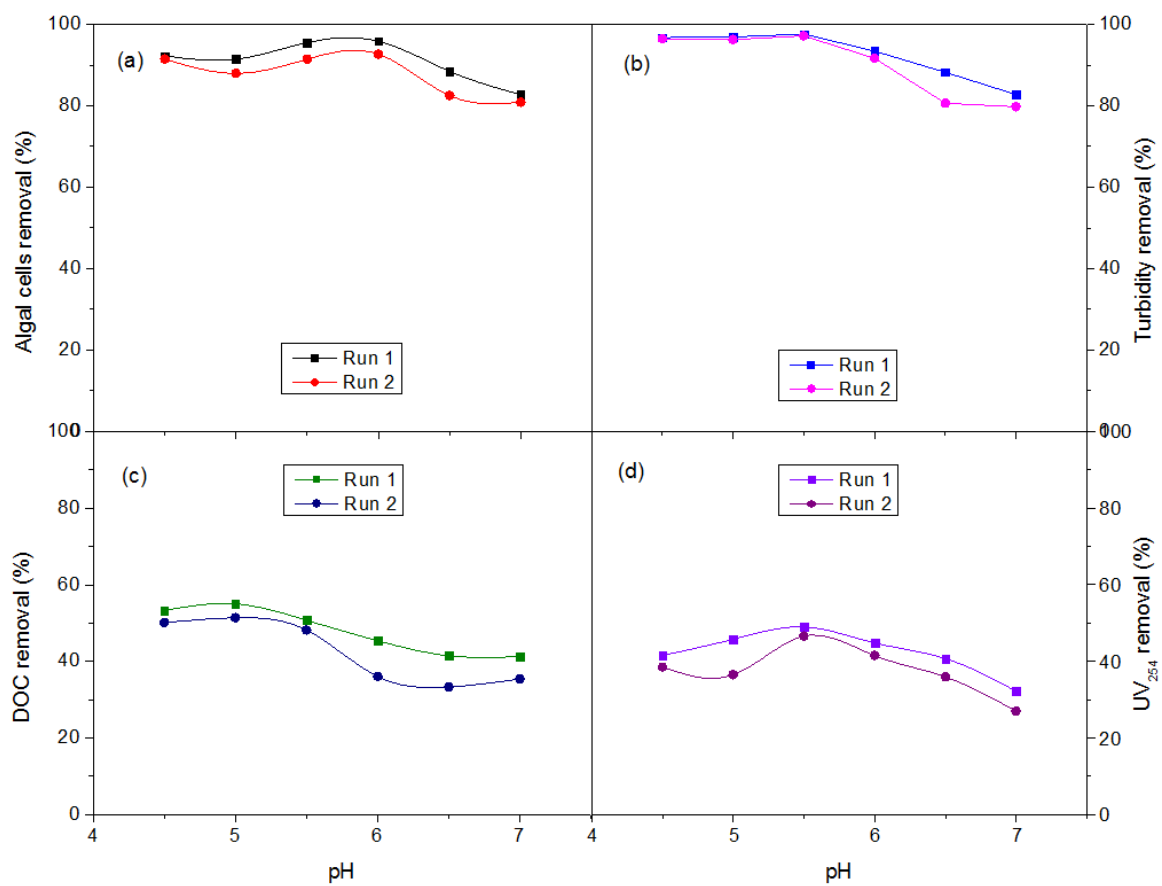 100
80
60
40
20
0
Algal cells removal (%)
(a)
Run 1
Run 2
100
80
60
40
20
0
Turbidity removal (%)
(b)
Run 1
Run 2
100
80
60
40
20
0
DOC removal (%)
(c)
Run 1
Run 2
4
5
6
7
pH
100
80
60
40
20
0
UV254 removal (%)
(d)
Run 1
Run 2
4
5
6
7
pH